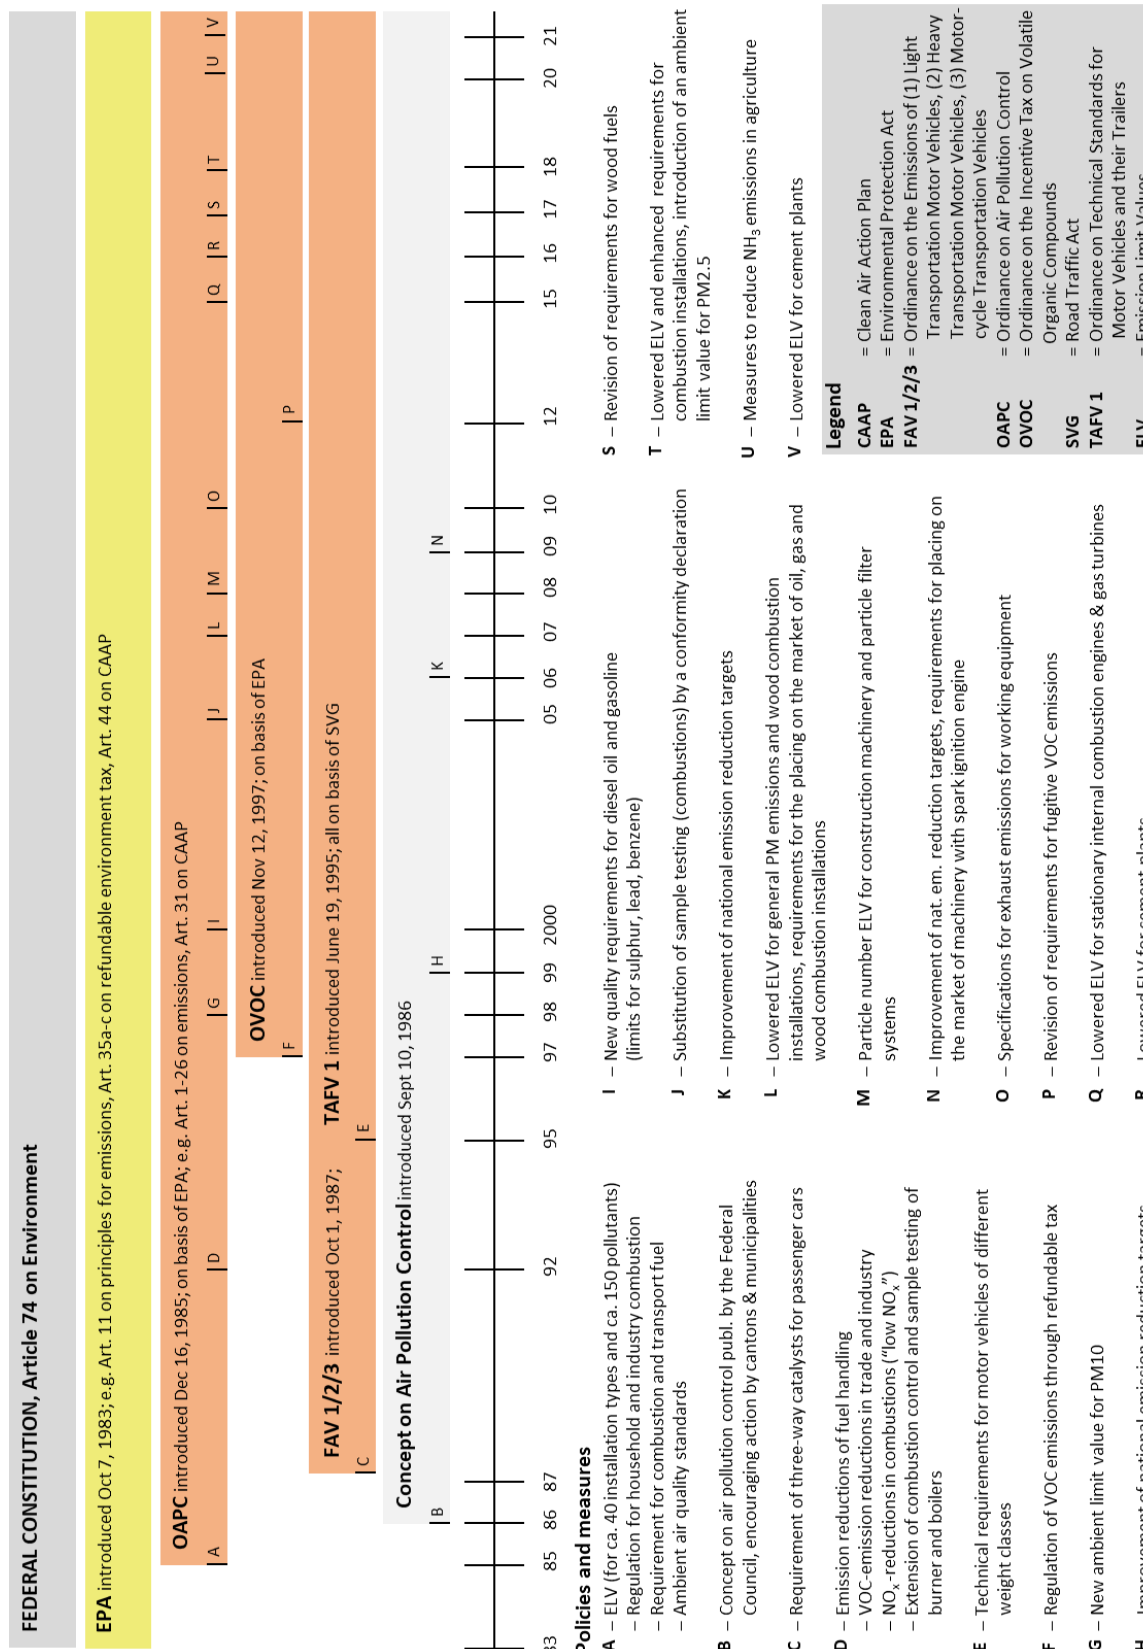 FEDERAL CONSTITUTION, Article 74 on Environment
EPA introduced Oct 7, 1983; e.g. Art. 11 on principles for emissions, Art. 35a-c on refundable environment tax, Art. 44 on CAAP
OAPC introduced Dec 16, 1985; on basis of EPA; e.g. Art. 1-26 on emissions, Art. 31 on CAAP
A D G I J L M O Q R S T U V
OVOC introduced Nov 12, 1997; on basis of EPA
F P
FAV 1/2/3 introduced Oct 1, 1987; TAFV 1 introduced June 19, 1995; all on basis of SVG
C E
Concept on Air Pollution Control introduced Sept 10, 1986
B H K N
83 85 86 87 92 95 97 98 99 2000 05 06 07 08 09 10 12 15 16 17 18 20 21
Policies and measures
A – ELV (for ca. 40 installation types and ca. 150 pollutants)
– Regulation for household and industry combustion
– Requirement for combustion and transport fuel
– Ambient air quality standards
B – Concept on air pollution control publ. by the Federal
Council, encouraging action by cantons & municipalities
C – Requirement of three-way catalysts for passenger cars
D – Emission reductions of fuel handling
– VOC-emission reductions in trade and industry
– NOx-reductions in combustions ("low NOx")
– Extension of combustion control and sample testing of
burner and boilers
E – Technical requirements for motor vehicles of different
weight classes
F – Regulation of VOC emissions through refundable tax
G – New ambient limit value for PM10
H – Improvement of national emission reduction targets
I – New quality requirements for diesel oil and gasoline
(limits for sulphur, lead, benzene)
J – Substitution of sample testing (combustions) by a conformity declaration
K – Improvement of national emission reduction targets
L – Lowered ELV for general PM emissions and wood combustion
installations, requirements for the placing on the market of oil, gas and
wood combustion installations
M – Particle number ELV for construction machinery and particle filter
systems
N – Improvement of nat. em. reduction targets, requirements for placing on
the market of machinery with spark ignition engine
O – Specifications for exhaust emissions for working equipment
P – Revision of requirements for fugitive VOC emissions
Q – Lowered ELV for stationary internal combustion engines & gas turbines
R – Lowered ELV for cement plants
S – Revision of requirements for wood fuels
T – Lowered ELV and enhanced requirements for
combustion installations, introduction of an ambient
limit value for PM2.5
U – Measures to reduce NH3 emissions in agriculture
V – Lowered ELV for cement plants
Legend
CAAP = Clean Air Action Plan
EPA = Environmental Protection Act
FAV 1/2/3 = Ordinance on the Emissions of (1) Light
Transportation Motor Vehicles, (2) Heavy
Transportation Motor Vehicles, (3) Motor-
cycle Transportation Vehicles
OAPC = Ordinance on Air Pollution Control
OVOC = Ordinance on the Incentive Tax on Volatile
Organic Compounds
SVG = Road Traffic Act
TAFV 1 = Ordinance on Technical Standards for
Motor Vehicles and their Trailers
ELV = Emission Limit Values